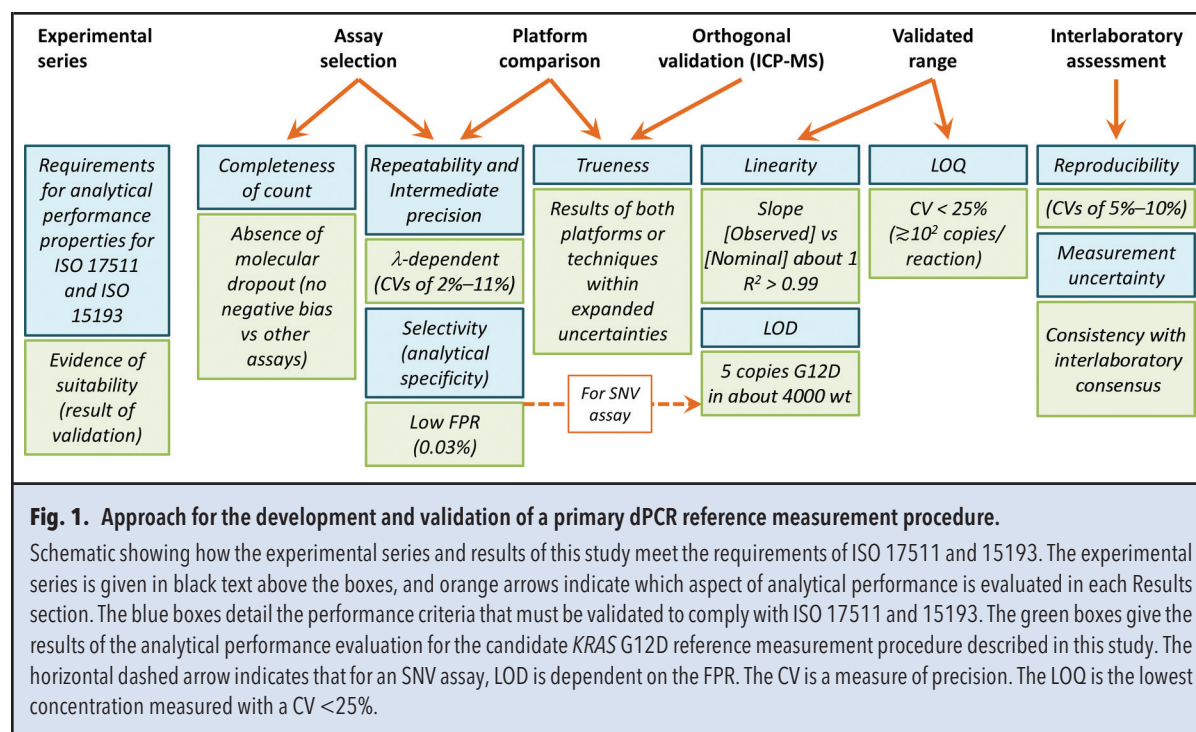 Experimental
series
Assay
selection
Platform
comparison
Orthogonal
validation (ICP-MS)
Validated
range
Interlaboratory
assessment
Requirements
for analytical
performance
properties for
ISO 17511
and ISO
15193
Evidence of
suitability
(result of
validation)
Completeness
of count
Absence of
molecular
dropout (no
negative bias
vs other
assays)
Repeatability and
Intermediate
precision
λ-dependent
(CVs of 2%–11%)
Selectivity
(analytical
specificity)
Low FPR
(0.03%)
Trueness
Results of both
platforms or
techniques
within
expanded
uncertainties
For SNV
assay
Linearity
Slope
[Observed] vs
[Nominal] about 1
R² > 0.99
LOD
5 copies G12D
in about 4000 wt
LOQ
CV < 25%
(≳10² copies/
reaction)
Reproducibility
(CVs of 5%–10%)
Measurement
uncertainty
Consistency with
interlaboratory
consensus
Fig. 1. Approach for the development and validation of a primary dPCR reference measurement procedure.
Schematic showing how the experimental series and results of this study meet the requirements of ISO 17511 and 15193. The experimental
series is given in black text above the boxes, and orange arrows indicate which aspect of analytical performance is evaluated in each Results
section. The blue boxes detail the performance criteria that must be validated to comply with ISO 17511 and 15193. The green boxes give the
results of the analytical performance evaluation for the candidate KRAS G12D reference measurement procedure described in this study. The
horizontal dashed arrow indicates that for an SNV assay, LOD is dependent on the FPR. The CV is a measure of precision. The LOQ is the lowest
concentration measured with a CV <25%.